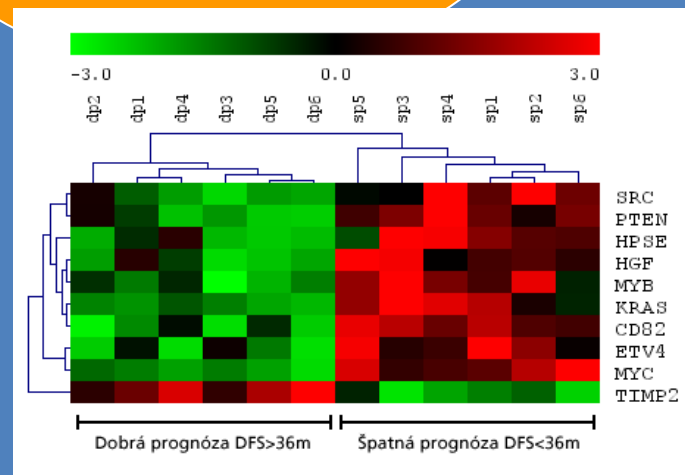 -3.0 0.0 3.0
dp2 dp1 dp4 dp3 dp5 dp6 sp5 sp3 sp4 sp1 sp2 sp6
SRC
PTEN
HPSE
HGF
MYB
KRAS
CD82
ETV4
MYC
TIMP2
Dobrá prognóza DFS>36m Špatná prognóza DFS<36m